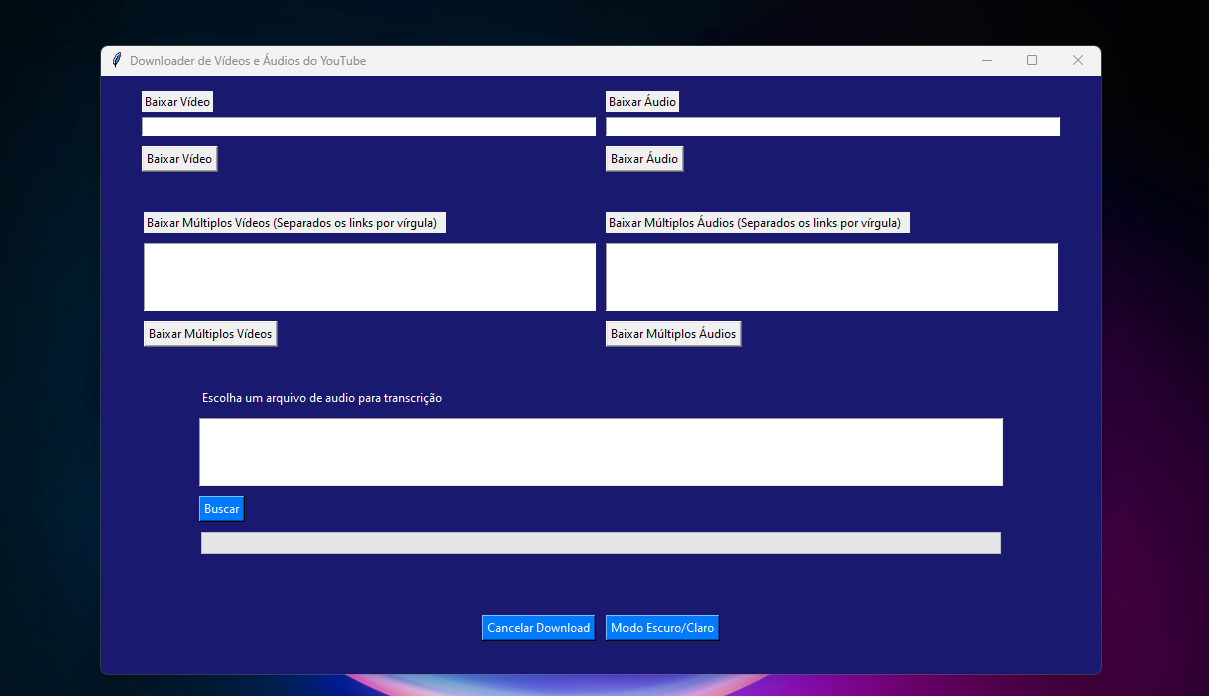 Downloader de Vídeos e Áudios do YouTube
Baixar Vídeo
Baixar Áudio
Baixar Vídeo
Baixar Áudio
Baixar Múltiplos Vídeos (Separados os links por vírgula)
Baixar Múltiplos Áudios (Separados os links por vírgula)
Baixar Múltiplos Vídeos
Baixar Múltiplos Áudios
Escolha um arquivo de audio para transcrição
Buscar
Cancelar Download
Modo Escuro/Claro